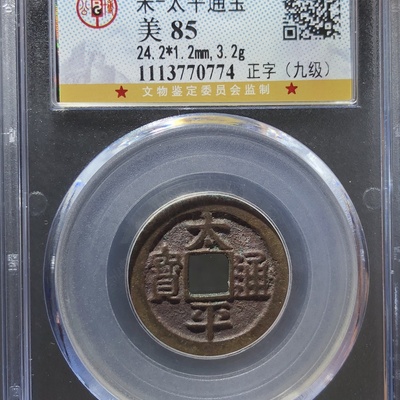 宋-太平通宝
美 85
24.2*1.2mm,3.2g
1113770774 正字（九级）
★ 文物鉴定委员会监制 ★
太平通寳